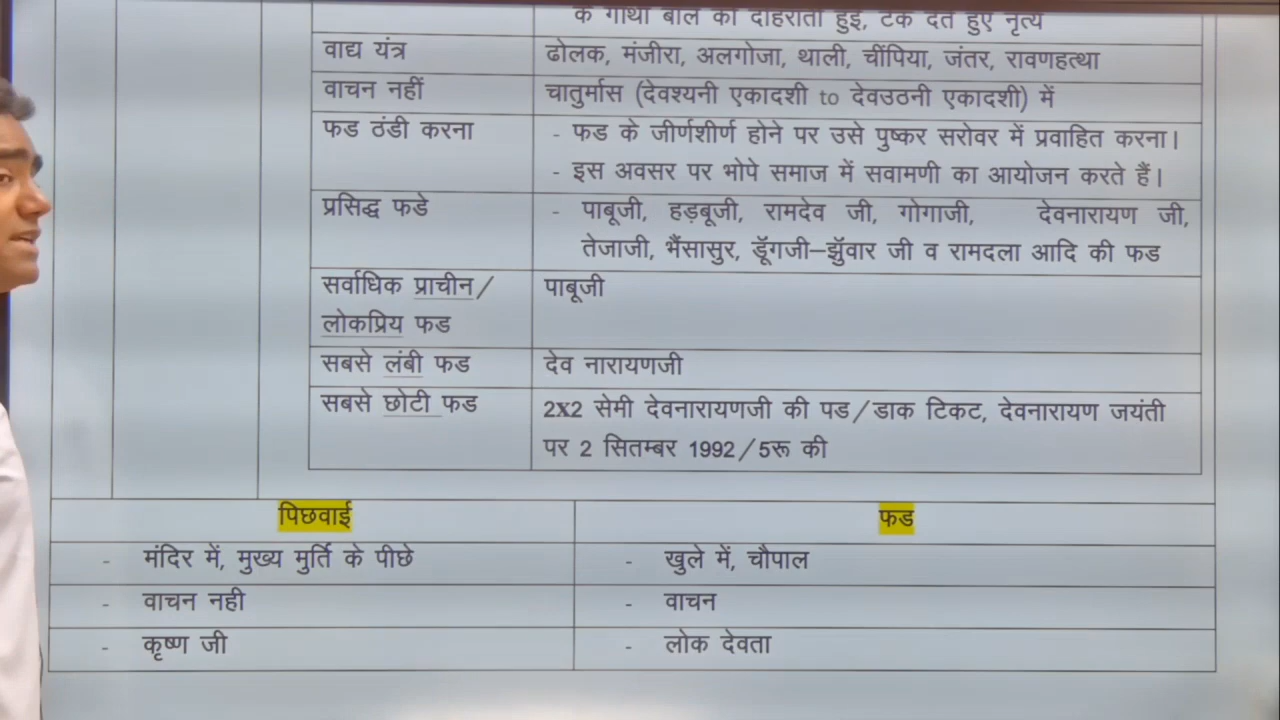 के गाथा बोल को दोहराती हुई, टेक देते हुए नृत्य
वाद्य यंत्र ढोलक, मंजीरा, अलगोजा, थाली, चींपिया, जंतर, रावणहत्था
वाचन नहीं चातुर्मास (देवश्यनी एकादशी to देवउठनी एकादशी) में
फड ठंडी करना - फड के जीर्णशीर्ण होने पर उसे पुष्कर सरोवर में प्रवाहित करना।
- इस अवसर पर भोपे समाज में सवामणी का आयोजन करते हैं।
प्रसिद्ध फडे - पाबूजी, हड़बूजी, रामदेव जी, गोगाजी, देवनारायण जी,
तेजाजी, भैंसासुर, डूॅगजी–झुॅवार जी व रामदला आदि की फड
सर्वाधिक प्राचीन/ पाबूजी
लोकप्रिय फड
सबसे लंबी फड देव नारायणजी
सबसे छोटी फड 2x2 सेमी देवनारायणजी की पड/डाक टिकट, देवनारायण जयंती
पर 2 सितम्बर 1992/5रू की
पिछवाई फड
- मंदिर में, मुख्य मुर्ति के पीछे - खुले में, चौपाल
- वाचन नही - वाचन
- कृष्ण जी - लोक देवता